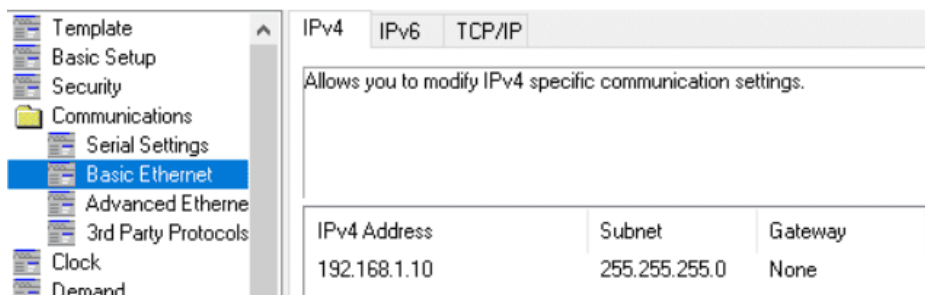 Template
Basic Setup
Security
Communications
Serial Settings
Basic Ethernet
Advanced Etherne
3rd Party Protocols
Clock
Demand
IPv4 IPv6 TCP/IP
Allows you to modify IPv4 specific communication settings.
IPv4 Address Subnet Gateway
192.168.1.10 255.255.255.0 None